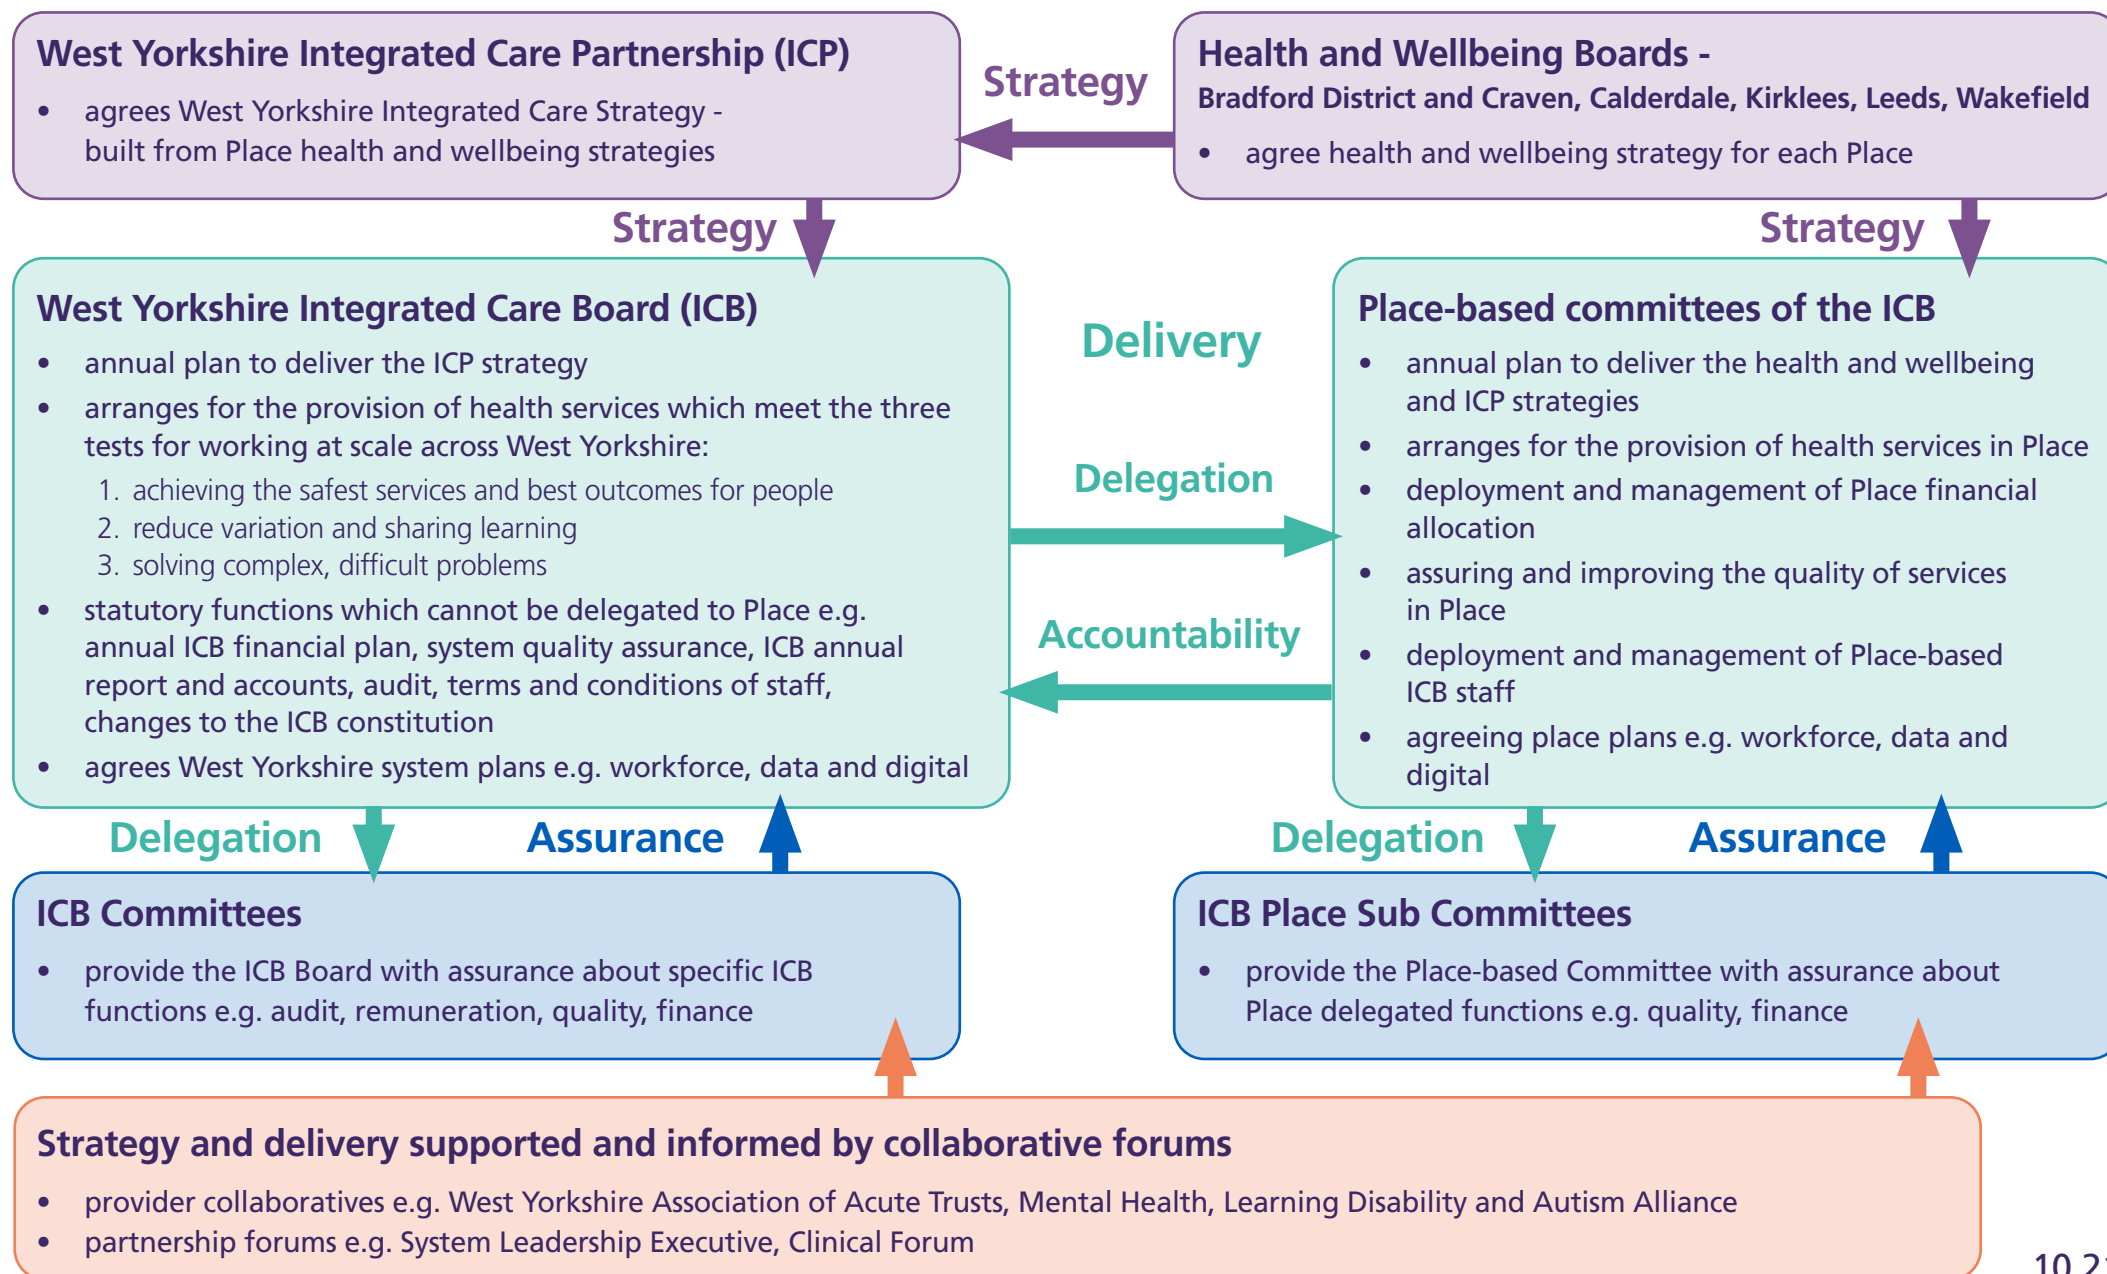 West Yorkshire Integrated Care Partnership (ICP)
• agrees West Yorkshire Integrated Care Strategy -
built from Place health and wellbeing strategies
Strategy
Health and Wellbeing Boards -
Bradford District and Craven, Calderdale, Kirklees, Leeds, Wakefield
• agree health and wellbeing strategy for each Place
Strategy
Strategy
West Yorkshire Integrated Care Board (ICB)
• annual plan to deliver the ICP strategy
• arranges for the provision of health services which meet the three
tests for working at scale across West Yorkshire:
1. achieving the safest services and best outcomes for people
2. reduce variation and sharing learning
3. solving complex, difficult problems
• statutory functions which cannot be delegated to Place e.g.
annual ICB financial plan, system quality assurance, ICB annual
report and accounts, audit, terms and conditions of staff,
changes to the ICB constitution
• agrees West Yorkshire system plans e.g. workforce, data and digital
Delivery
Delegation
Accountability
Place-based committees of the ICB
• annual plan to deliver the health and wellbeing
and ICP strategies
• arranges for the provision of health services in Place
• deployment and management of Place financial
allocation
• assuring and improving the quality of services
in Place
• deployment and management of Place-based
ICB staff
• agreeing place plans e.g. workforce, data and
digital
Delegation
Assurance
Delegation
Assurance
ICB Committees
• provide the ICB Board with assurance about specific ICB
functions e.g. audit, remuneration, quality, finance
ICB Place Sub Committees
• provide the Place-based Committee with assurance about
Place delegated functions e.g. quality, finance
Strategy and delivery supported and informed by collaborative forums
• provider collaboratives e.g. West Yorkshire Association of Acute Trusts, Mental Health, Learning Disability and Autism Alliance
• partnership forums e.g. System Leadership Executive, Clinical Forum